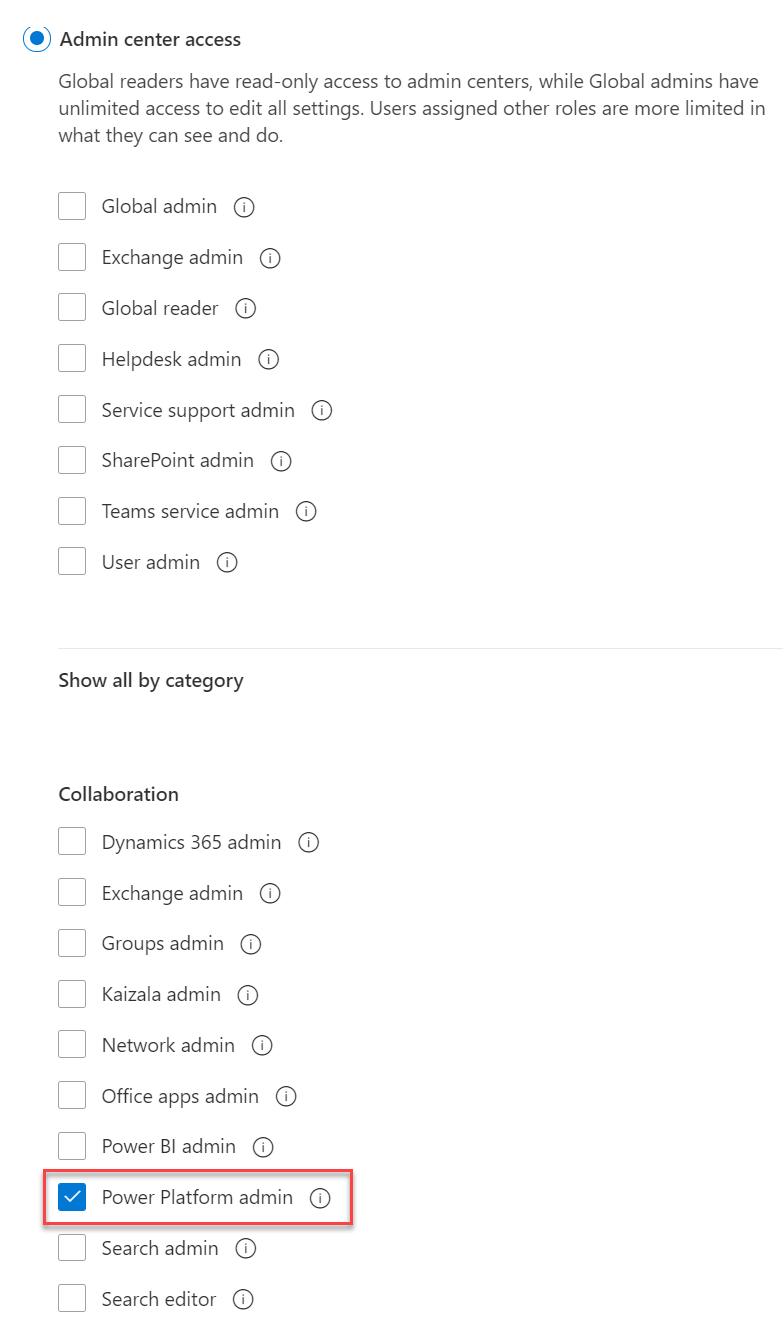 Admin center access
Global readers have read-only access to admin centers, while Global admins have
unlimited access to edit all settings. Users assigned other roles are more limited in
what they can see and do.
Global admin
Exchange admin
Global reader
Helpdesk admin
Service support admin
SharePoint admin
Teams service admin
User admin
Show all by category
Collaboration
Dynamics 365 admin
Exchange admin
Groups admin
Kaizala admin
Network admin
Office apps admin
Power BI admin
Power Platform admin
Search admin
Search editor